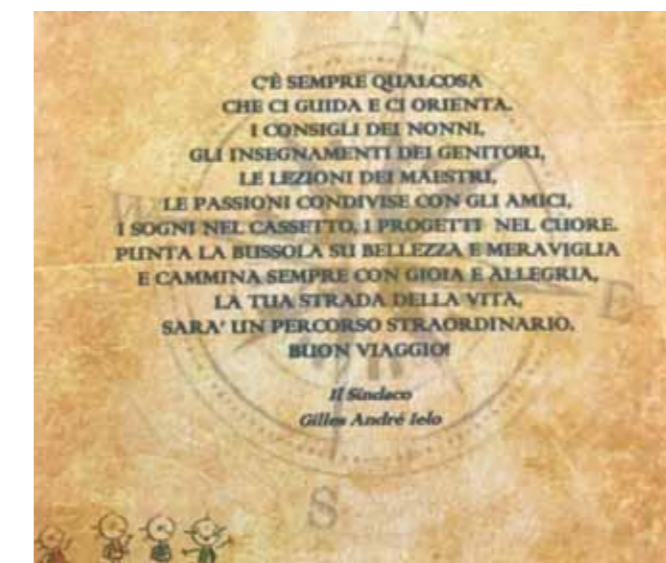 N
C'È SEMPRE QUALCOSA
CHE CI GUIDA E CI ORIENTA.
I CONSIGLI DEI NONNI,
GLI INSEGNAMENTI DEI GENITORI,
LE LEZIONI DEI MAESTRI,
LE PASSIONI CONDIVISE CON GLI AMICI,
W
I SOGNI NEL CASSETTO, I PROGETTI NEL CUORE.
PUNTA LA BUSSOLA SU BELLEZZA E MERAVIGLIA
E CAMMINA SEMPRE CON GIOIA E ALLEGRIA,
E
LA TUA STRADA DELLA VITA,
SARA' UN PERCORSO STRAORDINARIO.
BUON VIAGGIO!
Il Sindaco
Gilles André Ielo
S